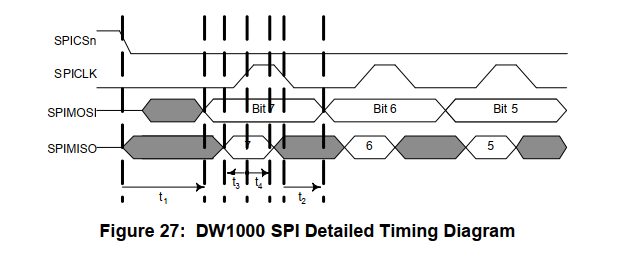 SPICSn
SPICLK
SPIMOSI
Bit 7
Bit 6
Bit 5
SPIMISO
7
6
5
t3
t4
t1
t2
Figure 27: DW1000 SPI Detailed Timing Diagram